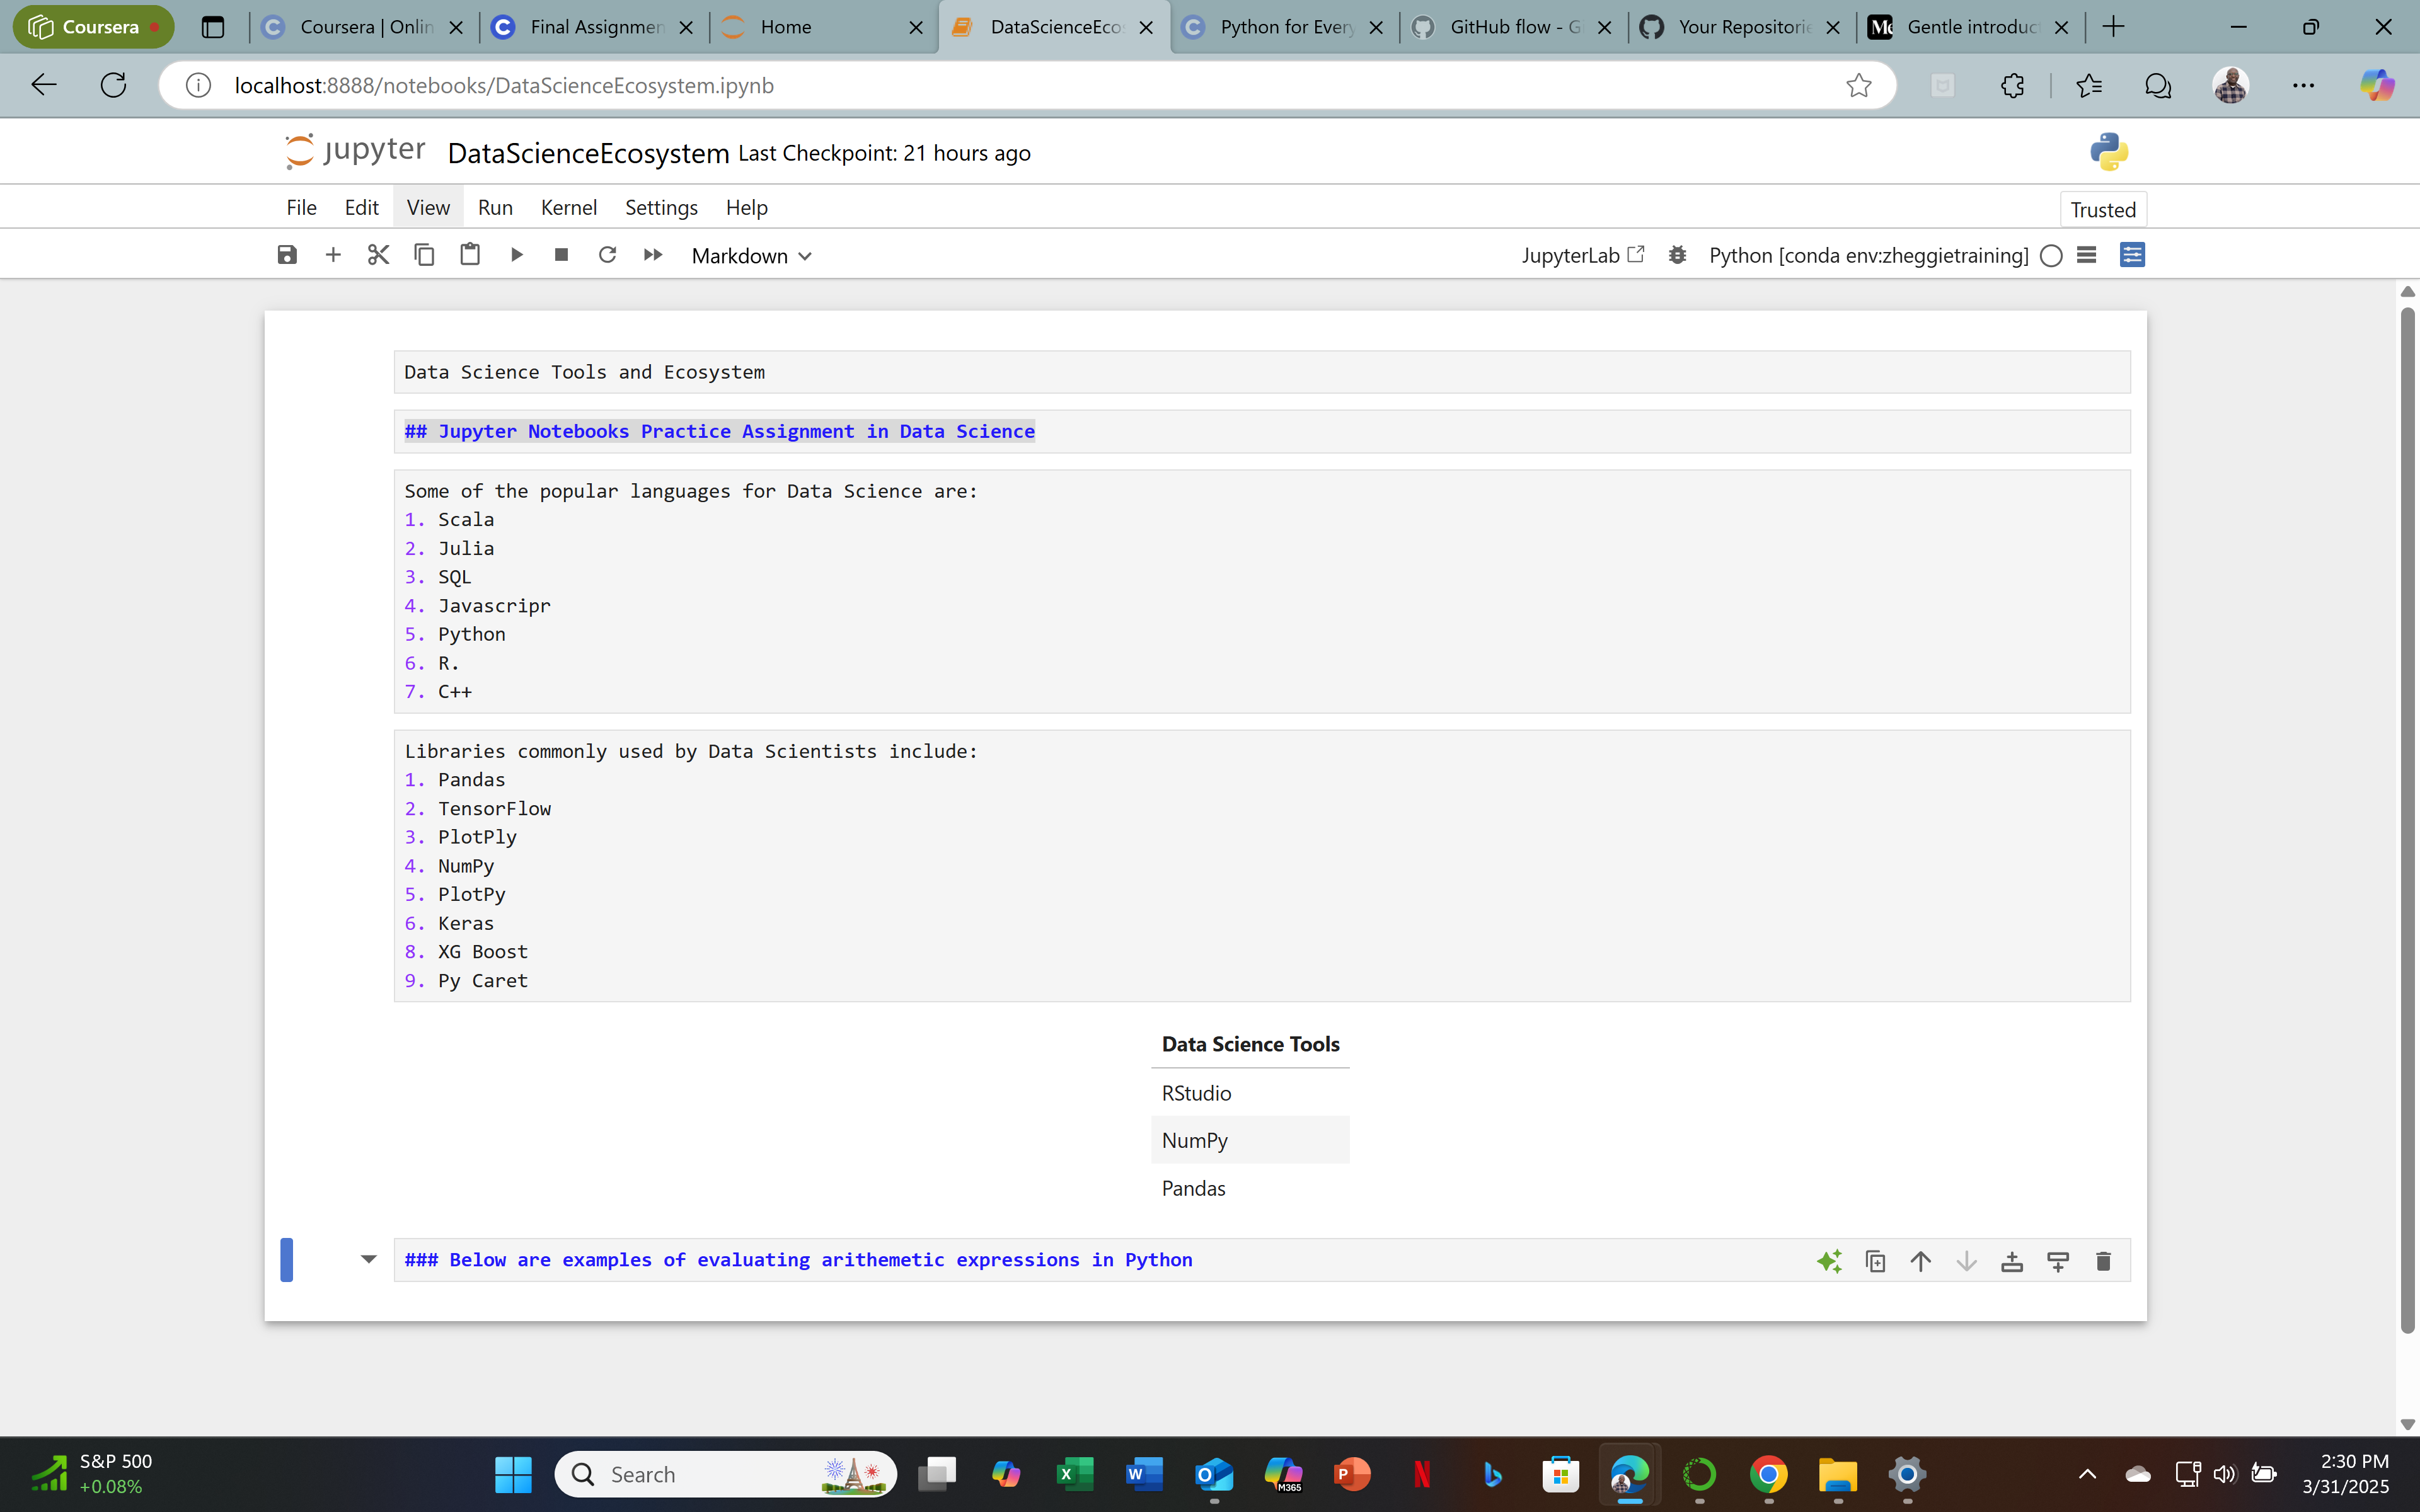 Coursera
Coursera | Onlin
Final Assignmen
Home
DataScienceEco
Python for Every
GitHub flow - G
Your Repositorie
Gentle introduc
localhost:8888/notebooks/DataScienceEcosystem.ipynb
jupyter DataScienceEcosystem Last Checkpoint: 21 hours ago
File Edit View Run Kernel Settings Help
Trusted
Markdown
JupyterLab Python [conda env:zheggietraining]
Data Science Tools and Ecosystem
## Jupyter Notebooks Practice Assignment in Data Science
Some of the popular languages for Data Science are:
1. Scala
2. Julia
3. SQL
4. Javascripr
5. Python
6. R.
7. C++
Libraries commonly used by Data Scientists include:
1. Pandas
2. TensorFlow
3. PlotPly
4. NumPy
5. PlotPy
6. Keras
8. XG Boost
9. Py Caret
Data Science Tools
RStudio
NumPy
Pandas
### Below are examples of evaluating arithemetic expressions in Python
S&P 500
+0.08%
Search
M365
2:30 PM
3/31/2025